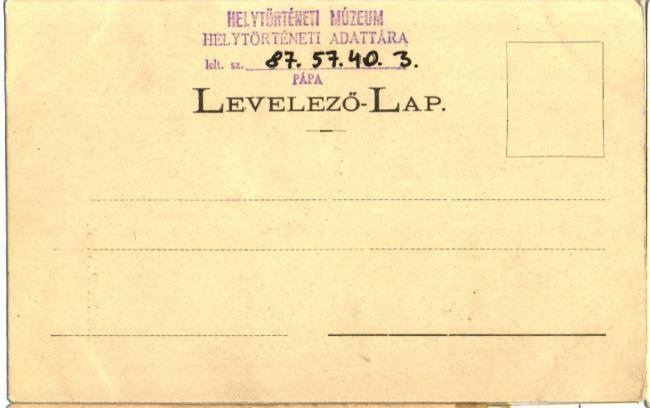 HELYTÖRTÉNETI MÚZEUM
HELYTÖRTÉNETI ADATTÁRA
lelt. sz. 87. 57. 40. 3.
PÁPA
LEVELEZŐ-LAP.